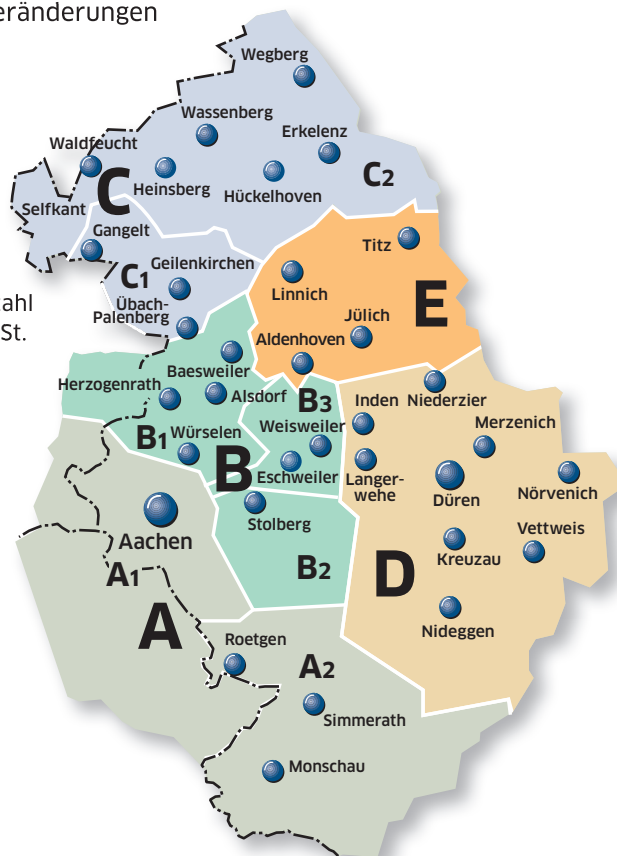 eränderungen
Wegberg
Wassenberg
Erkelenz
Waldfeucht
C2
Heinsberg
C
Hückelhoven
Selfkant
Gangelt
Titz
C1
Geilenkirchen
Linnich
E
ahl
Übach-
Palenberg
St.
Jülich
Aldenhoven
Baesweiler
Herzogenrath
Alsdorf
B3
Inden
Niederzier
B1
Würselen
Weisweiler
Merzenich
B
Eschweiler
Langer-
wehe
Düren
Nörvenich
Stolberg
Aachen
Vettweis
Kreuzau
B2
D
A1
A
Nideggen
Roetgen
A2
Simmerath
Monschau